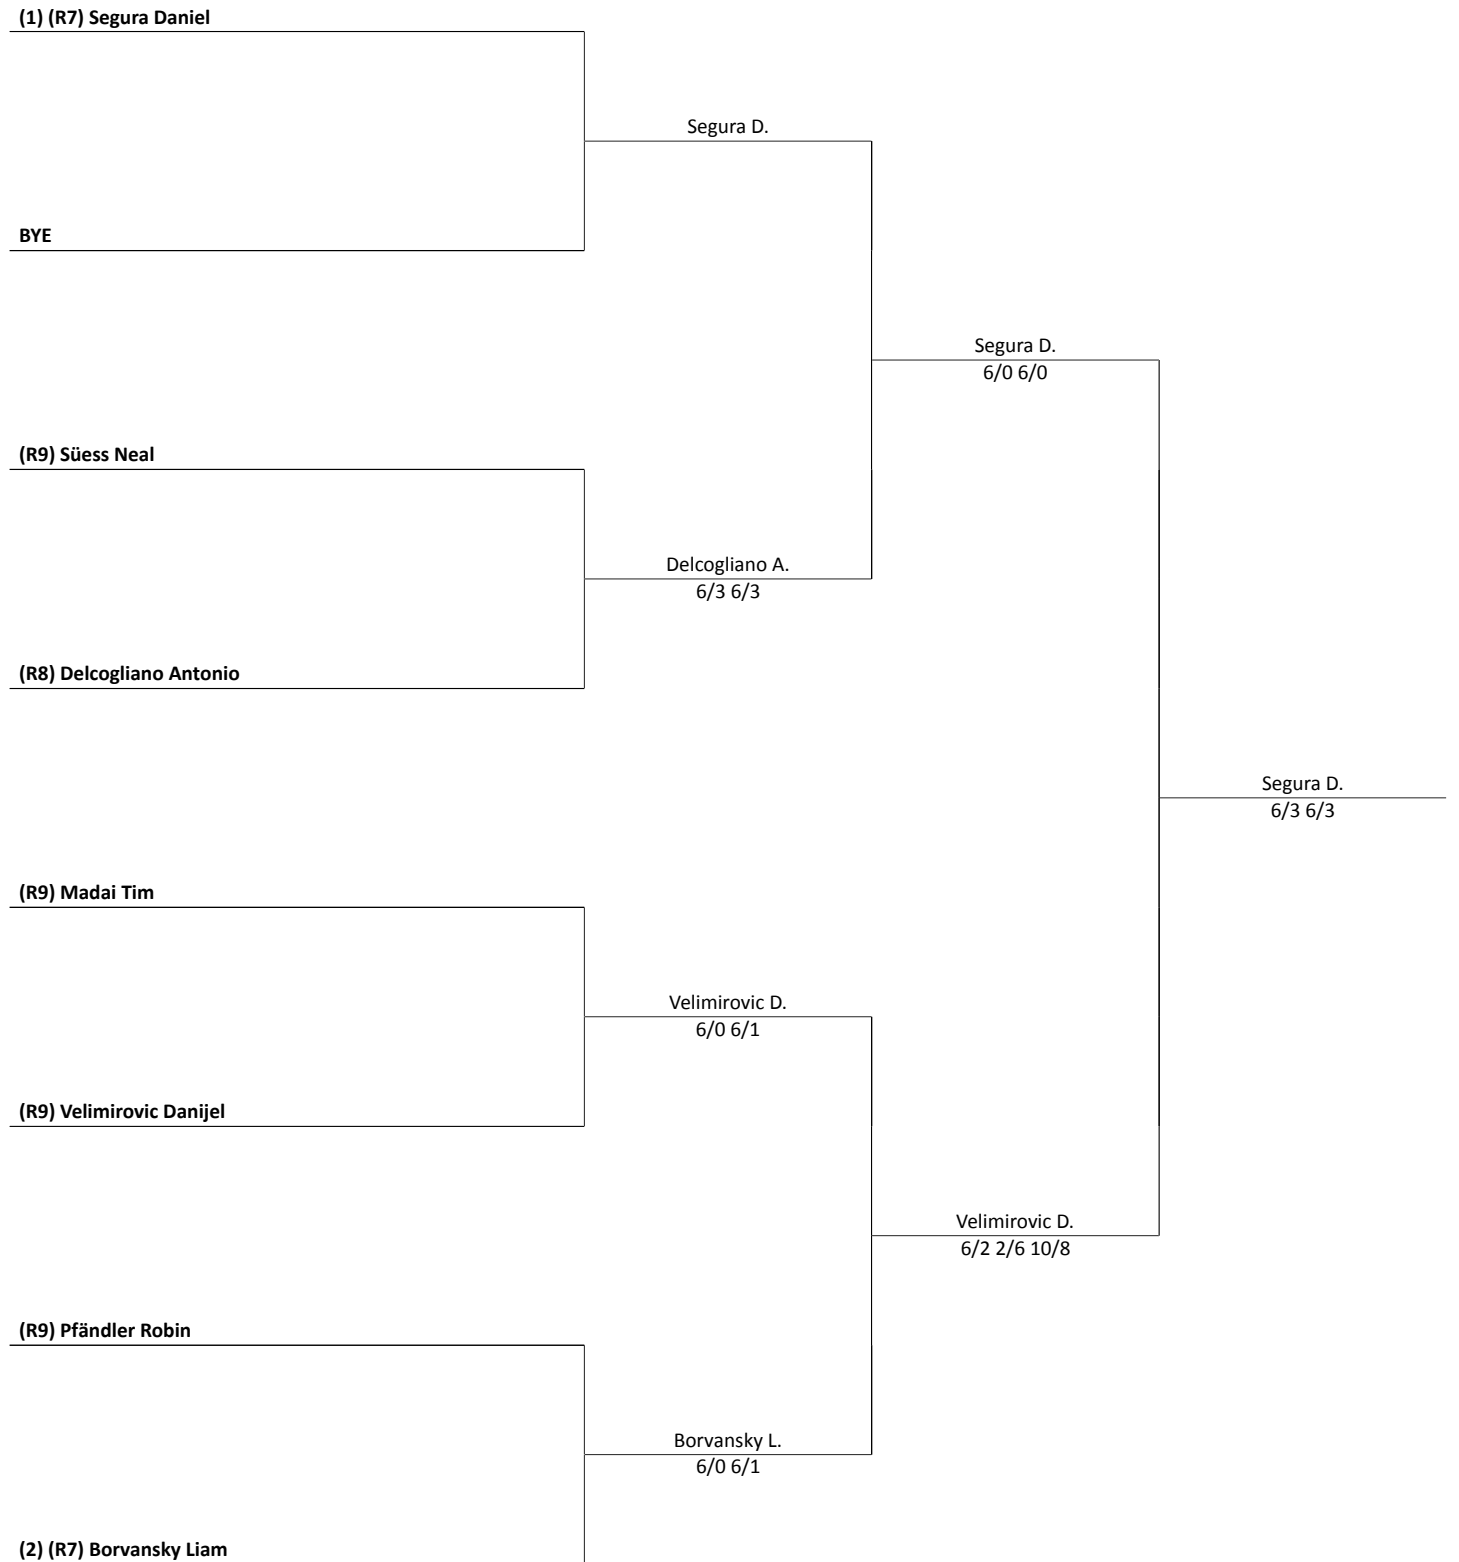 (1) (R7) Segura Daniel
Segura D.
BYE
Segura D.
6/0 6/0
(R9) Süess Neal
Delcogliano A.
6/3 6/3
(R8) Delcogliano Antonio
Segura D.
6/3 6/3
(R9) Madai Tim
Velimirovic D.
6/0 6/1
(R9) Velimirovic Danijel
Velimirovic D.
6/2 2/6 10/8
(R9) Pfändler Robin
Borvansky L.
6/0 6/1
(2) (R7) Borvansky Liam